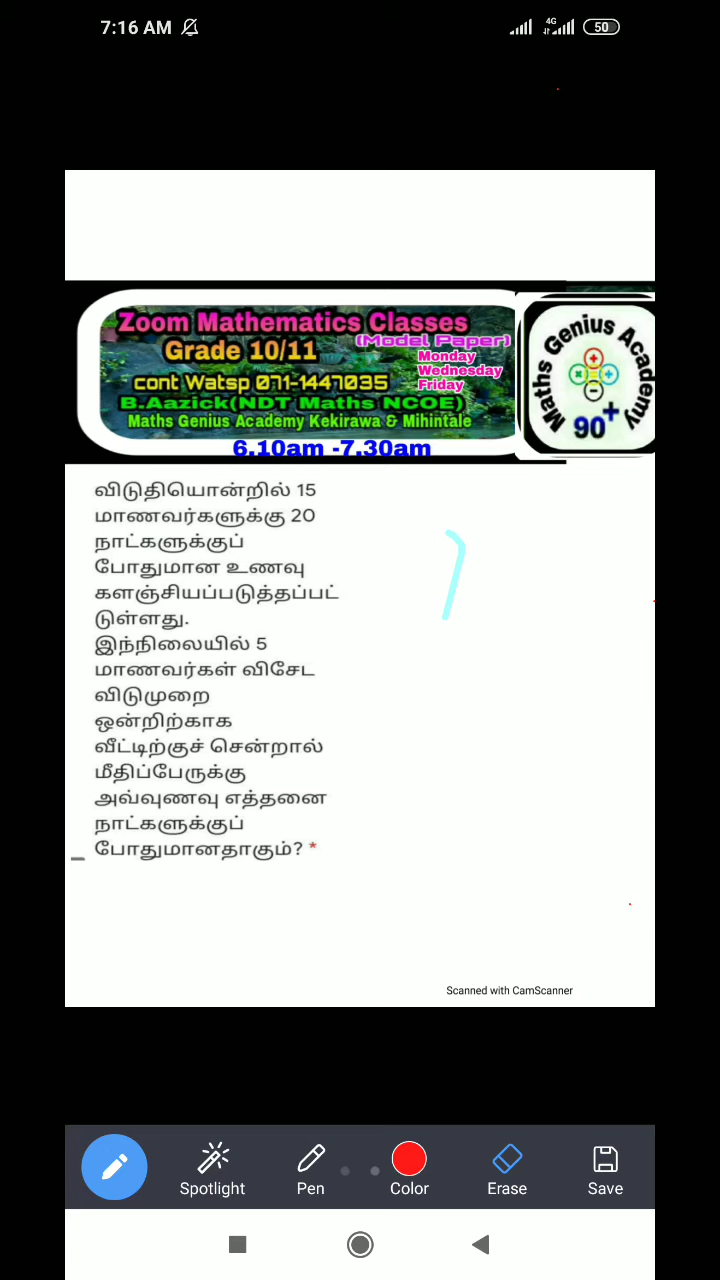 7:16 AM
4G
50
Zoom Mathematics Classes
(Model Paper)
Grade 10/11
Monday
Wednesday
Friday
cont Watsp 071-1447035
B.Aazick(NDT Maths NCOE)
Maths Genius Academy Kekirawa & Mihintale
6.10am -7.30am
Maths Genius Academy
90+
விடுதியொன்றில் 15
மாணவர்களுக்கு 20
நாட்களுக்குப்
போதுமான உணவு
களஞ்சியப்படுத்தப்பட்
டுள்ளது.
இந்நிலையில் 5
மாணவர்கள் விசேட
விடுமுறை
ஒன்றிற்காக
வீட்டிற்குச் சென்றால்
மீதிப்பேருக்கு
அவ்வுணவு எத்தனை
நாட்களுக்குப்
போதுமானதாகும்? *
Scanned with CamScanner
Spotlight
Pen
Color
Erase
Save